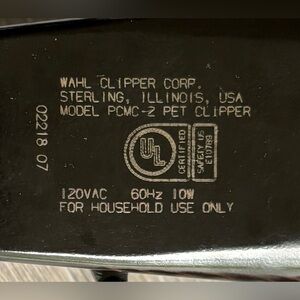 WAHL CLIPPER CORP.
STERLING, ILLINOIS, USA
MODEL PCMC-2 PET CLIPPER
02218 07
UL
CERTIFIED
SAFETY US
120VAC 60Hz 10W
FOR HOUSEHOLD USE ONLY